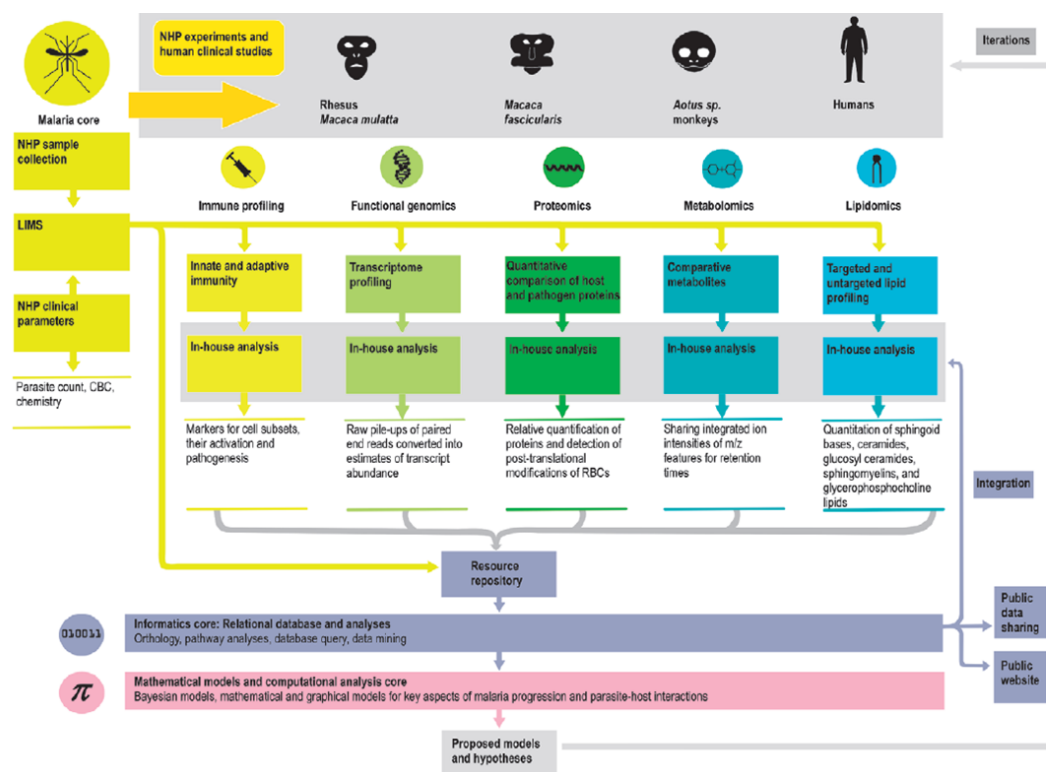 NHP experiments and
human clinical studies
Iterations
Rhesus
Macaca mulatta
Macaca
fascicularis
Aotus sp.
monkeys
Humans
Malaria core
NHP sample
collection
LIMS
NHP clinical
parameters
Parasite count, CBC,
chemistry
Immune profiling
Functional genomics
Proteomics
Metabolomics
Lipidomics
Innate and adaptive
immunity
Transcriptome
profiling
Quantitative
comparison of host
and pathogen proteins
Comparative
metabolites
Targeted and
untargeted lipid
profiling
In-house analysis
In-house analysis
In-house analysis
In-house analysis
In-house analysis
Markers for cell subsets,
their activation and
pathogenesis
Raw pile-ups of paired
end reads converted into
estimates of transcript
abundance
Relative quantification of
proteins and detection of
post-translational
modifications of RBCs
Sharing integrated ion
intensities of m/z
features for retention
times
Quantitation of sphingoid
bases, ceramides,
glucosyl ceramides,
sphingomyelins, and
glycerophosphocholine
lipids
Integration
Resource
repository
010011
Informatics core: Relational database and analyses
Orthology, pathway analyses, database query, data mining
Public
data
sharing
Public
website
π
Mathematical models and computational analysis core
Bayesian models, mathematical and graphical models for key aspects of malaria progression and parasite-host interactions
Proposed models
and hypotheses